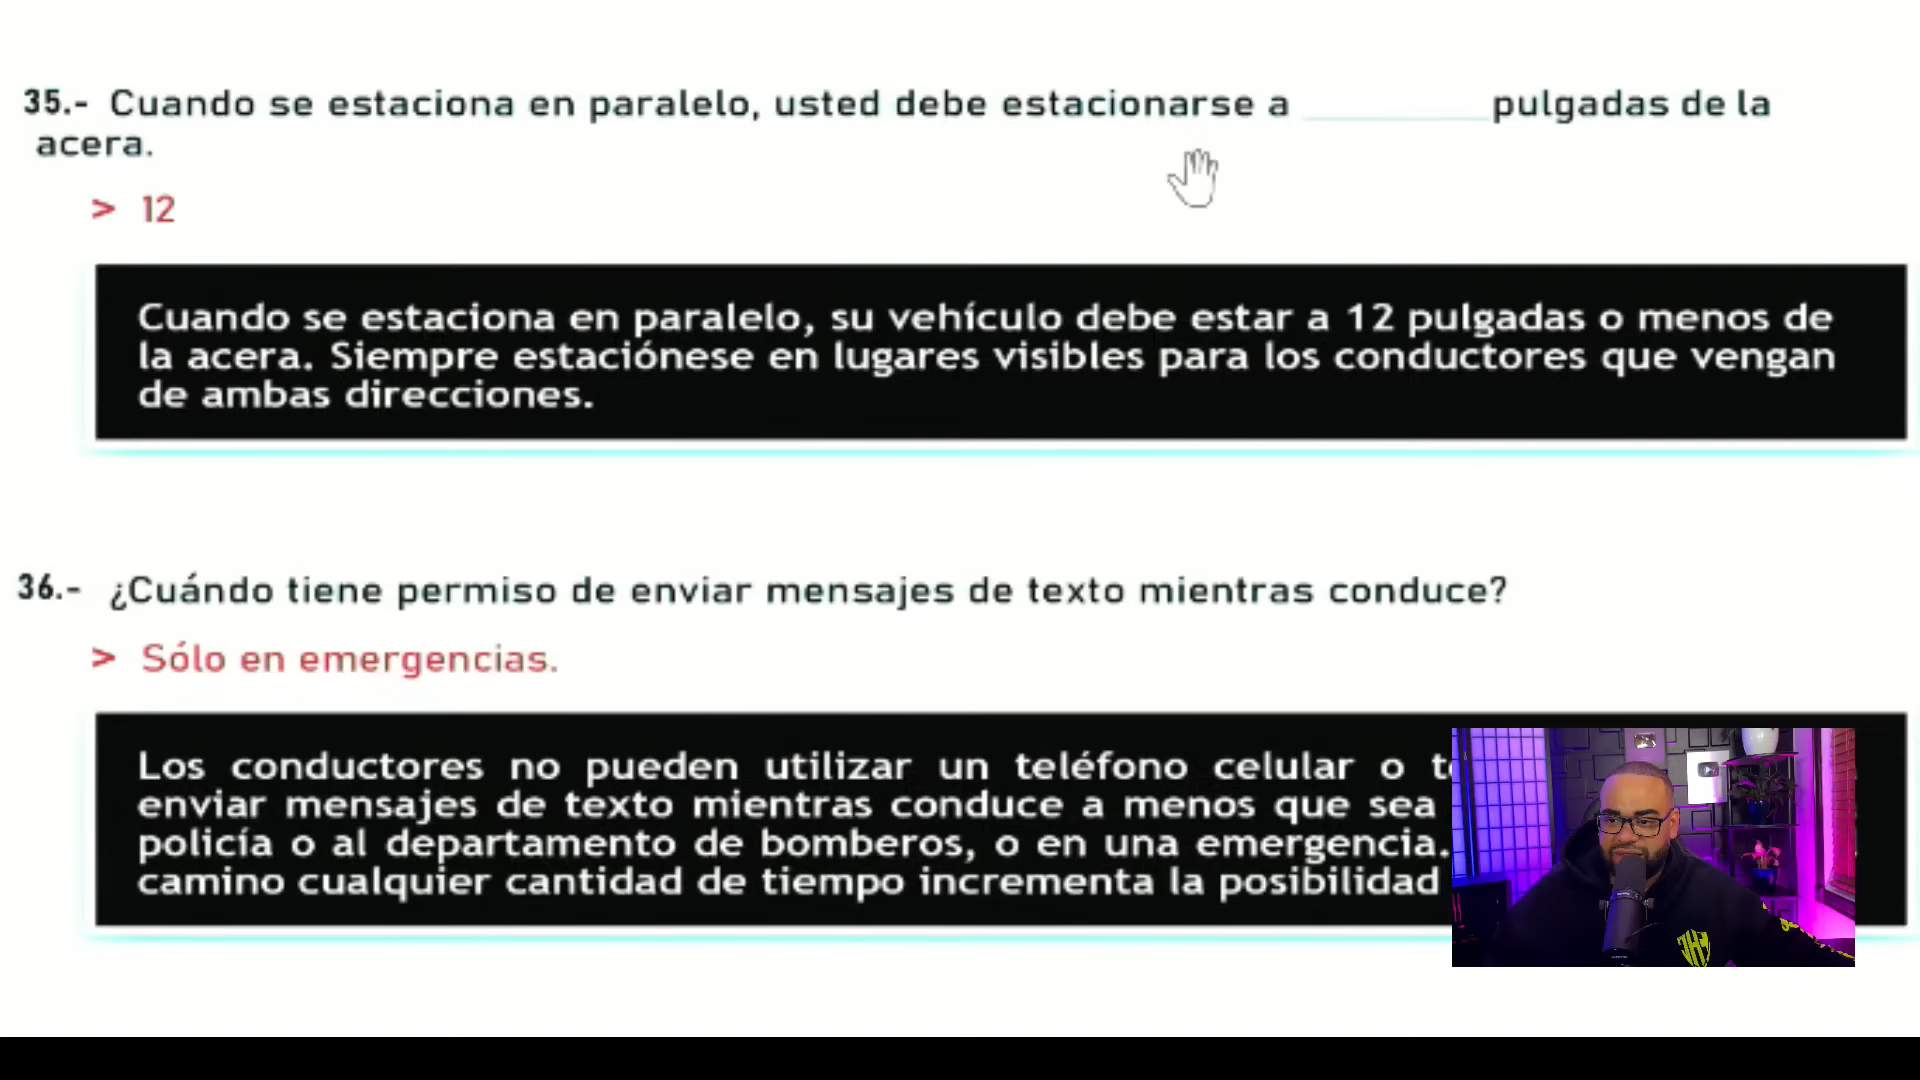 35.- Cuando se estaciona en paralelo, usted debe estacionarse a ________ pulgadas de la
acera.
> 12
Cuando se estaciona en paralelo, su vehículo debe estar a 12 pulgadas o menos de
la acera. Siempre estaciónese en lugares visibles para los conductores que vengan
de ambas direcciones.
36.- ¿Cuándo tiene permiso de enviar mensajes de texto mientras conduce?
> Sólo en emergencias.
Los conductores no pueden utilizar un teléfono celular o
enviar mensajes de texto mientras conduce a menos que sea
policía o al departamento de bomberos, o en una emergencia.
camino cualquier cantidad de tiempo incrementa la posibilidad